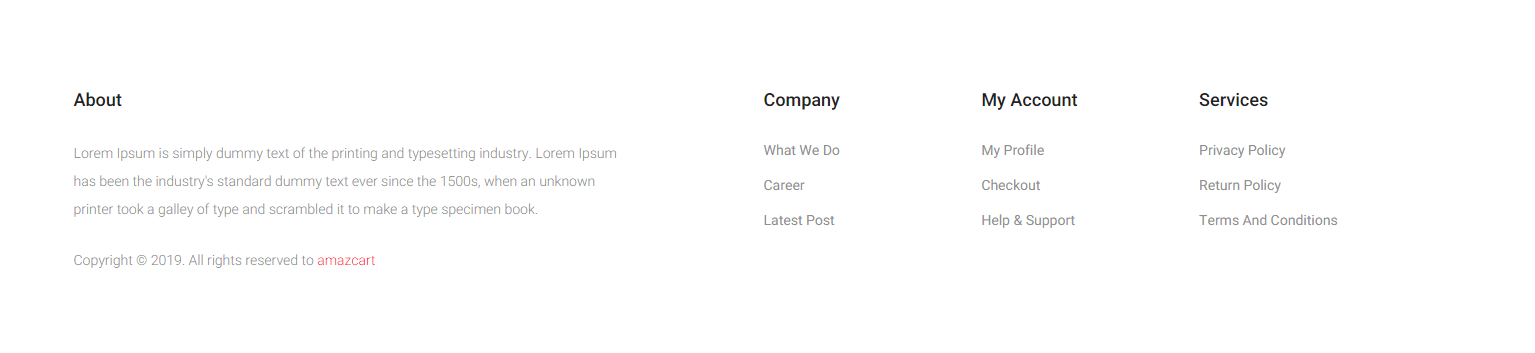 About
Lorem Ipsum is simply dummy text of the printing and typesetting industry. Lorem Ipsum
has been the industry's standard dummy text ever since the 1500s, when an unknown
printer took a galley of type and scrambled it to make a type specimen book.
Copyright © 2019. All rights reserved to amazcart
Company
What We Do
Career
Latest Post
My Account
My Profile
Checkout
Help & Support
Services
Privacy Policy
Return Policy
Terms And Conditions